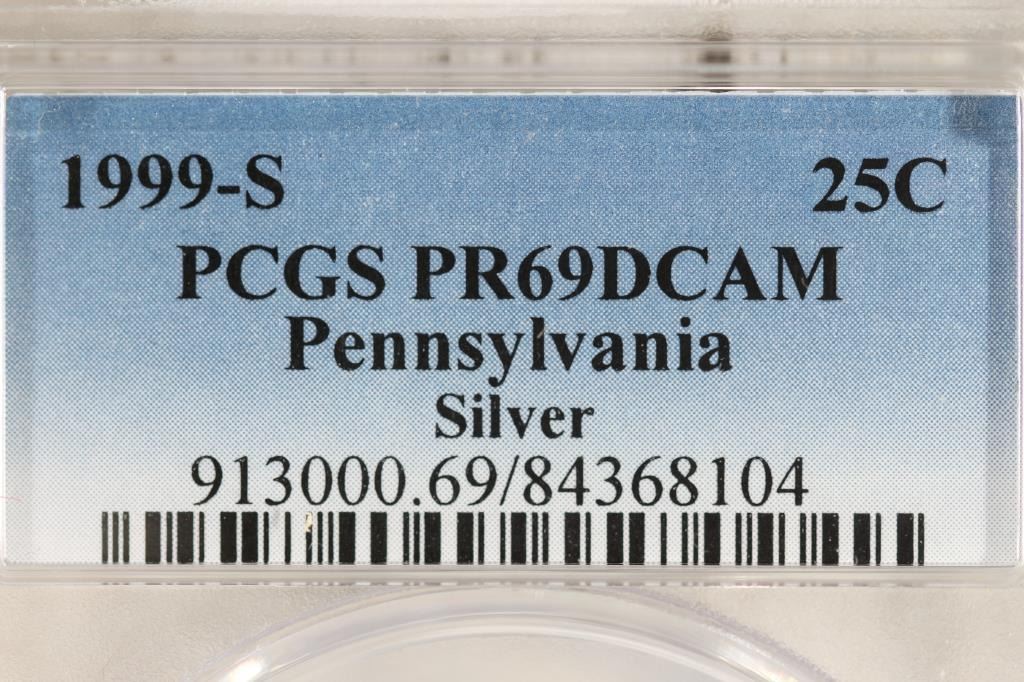 1999-S 25C
PCGS PR69DCAM
Pennsylvania
Silver
913000.69/84368104